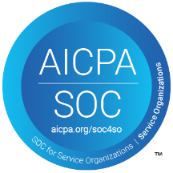 AICPA
SOC
aicpa.org/soc4so
SOC for Service Organizations | Service Organizations
TM